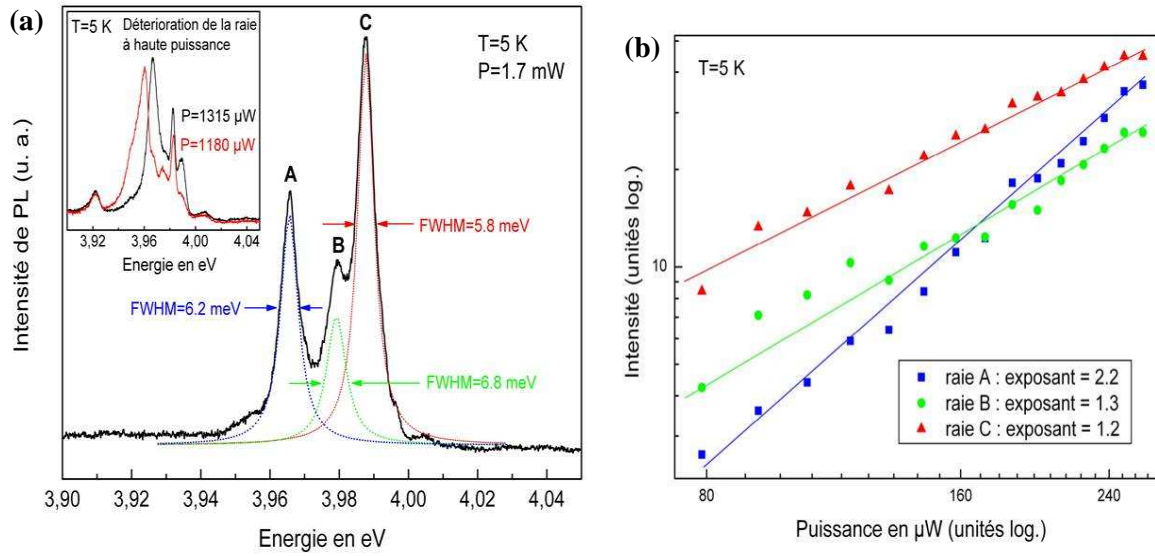 (a)
T=5 K
Déterioration de la raie
à haute puissance
P=1315 µW
P=1180 µW
3,92
3,96
4,00
4,04
Energie en eV
C
T=5 K
P=1.7 mW
A
B
FWHM=5.8 meV
FWHM=6.2 meV
FWHM=6.8 meV
Intensité de PL (u. a.)
3,90
3,92
3,94
3,96
3,98
4,00
4,02
4,04
Energie en eV
(b)
T=5 K
Intensité (unités log.)
10
raie A : exposant = 2.2
raie B : exposant = 1.3
raie C : exposant = 1.2
80
160
240
Puissance en µW (unités log.)